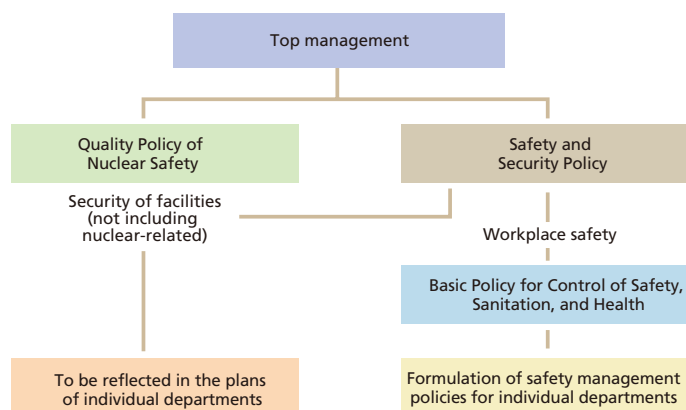 Top management
Quality Policy of
Nuclear Safety
Safety and
Security Policy
Security of facilities
(not including
nuclear-related)
Workplace safety
Basic Policy for Control of Safety,
Sanitation, and Health
To be reflected in the plans
of individual departments
Formulation of safety management
policies for individual departments